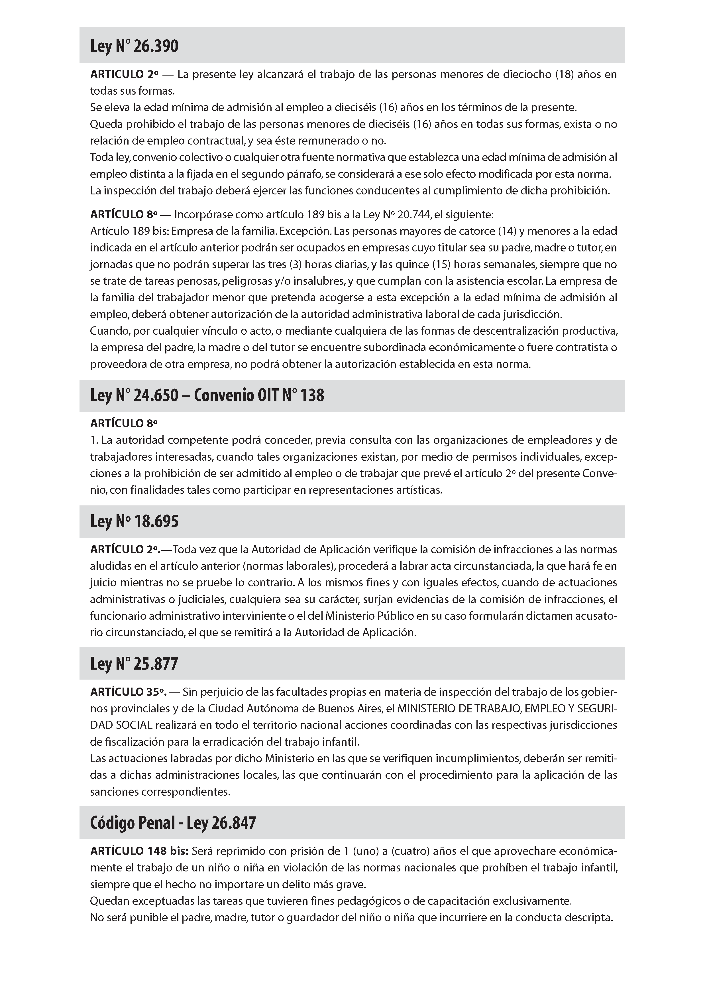 Ley N° 26.390
ARTICULO 2º — La presente ley alcanzará el trabajo de las personas menores de dieciocho (18) años en
todas sus formas.
Se eleva la edad mínima de admisión al empleo a dieciséis (16) años en los términos de la presente.
Queda prohibido el trabajo de las personas menores de dieciséis (16) años en todas sus formas, exista o no
relación de empleo contractual, y sea éste remunerado o no.
Toda ley, convenio colectivo o cualquier otra fuente normativa que establezca una edad mínima de admisión al
empleo distinta a la fijada en el segundo párrafo, se considerará a ese solo efecto modificada por esta norma.
La inspección del trabajo deberá ejercer las funciones conducentes al cumplimiento de dicha prohibición.
ARTÍCULO 8º — Incorpórase como artículo 189 bis a la Ley Nº 20.744, el siguiente:
Artículo 189 bis: Empresa de la familia. Excepción. Las personas mayores de catorce (14) y menores a la edad
indicada en el artículo anterior podrán ser ocupados en empresas cuyo titular sea su padre, madre o tutor, en
jornadas que no podrán superar las tres (3) horas diarias, y las quince (15) horas semanales, siempre que no
se trate de tareas penosas, peligrosas y/o insalubres, y que cumplan con la asistencia escolar. La empresa de
la familia del trabajador menor que pretenda acogerse a esta excepción a la edad mínima de admisión al
empleo, deberá obtener autorización de la autoridad administrativa laboral de cada jurisdicción.
Cuando, por cualquier vínculo o acto, o mediante cualquiera de las formas de descentralización productiva,
la empresa del padre, la madre o del tutor se encuentre subordinada económicamente o fuere contratista o
proveedora de otra empresa, no podrá obtener la autorización establecida en esta norma.
Ley N° 24.650 – Convenio OIT N° 138
ARTÍCULO 8º
1. La autoridad competente podrá conceder, previa consulta con las organizaciones de empleadores y de
trabajadores interesadas, cuando tales organizaciones existan, por medio de permisos individuales, excep-
ciones a la prohibición de ser admitido al empleo o de trabajar que prevé el artículo 2º del presente Conve-
nio, con finalidades tales como participar en representaciones artísticas.
Ley Nº 18.695
ARTÍCULO 2º.—Toda vez que la Autoridad de Aplicación verifique la comisión de infracciones a las normas
aludidas en el artículo anterior (normas laborales), procederá a labrar acta circunstanciada, la que hará fe en
juicio mientras no se pruebe lo contrario. A los mismos fines y con iguales efectos, cuando de actuaciones
administrativas o judiciales, cualquiera sea su carácter, surjan evidencias de la comisión de infracciones, el
funcionario administrativo interviniente o el del Ministerio Público en su caso formularán dictamen acusato-
rio circunstanciado, el que se remitirá a la Autoridad de Aplicación.
Ley N° 25.877
ARTÍCULO 35º. — Sin perjuicio de las facultades propias en materia de inspección del trabajo de los gobier-
nos provinciales y de la Ciudad Autónoma de Buenos Aires, el MINISTERIO DE TRABAJO, EMPLEO Y SEGURI-
DAD SOCIAL realizará en todo el territorio nacional acciones coordinadas con las respectivas jurisdicciones
de fiscalización para la erradicación del trabajo infantil.
Las actuaciones labradas por dicho Ministerio en las que se verifiquen incumplimientos, deberán ser remiti-
das a dichas administraciones locales, las que continuarán con el procedimiento para la aplicación de las
sanciones correspondientes.
Código Penal - Ley 26.847
ARTÍCULO 148 bis: Será reprimido con prisión de 1 (uno) a (cuatro) años el que aprovechare económica-
mente el trabajo de un niño o niña en violación de las normas nacionales que prohíben el trabajo infantil,
siempre que el hecho no importare un delito más grave.
Quedan exceptuadas las tareas que tuvieren fines pedagógicos o de capacitación exclusivamente.
No será punible el padre, madre, tutor o guardador del niño o niña que incurriere en la conducta descripta.